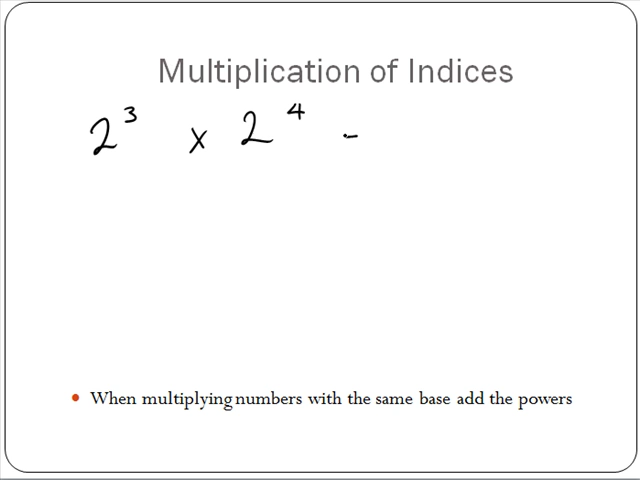 Multiplication of Indices
2³ x 2⁴ -
• When multiplying numbers with the same base add the powers